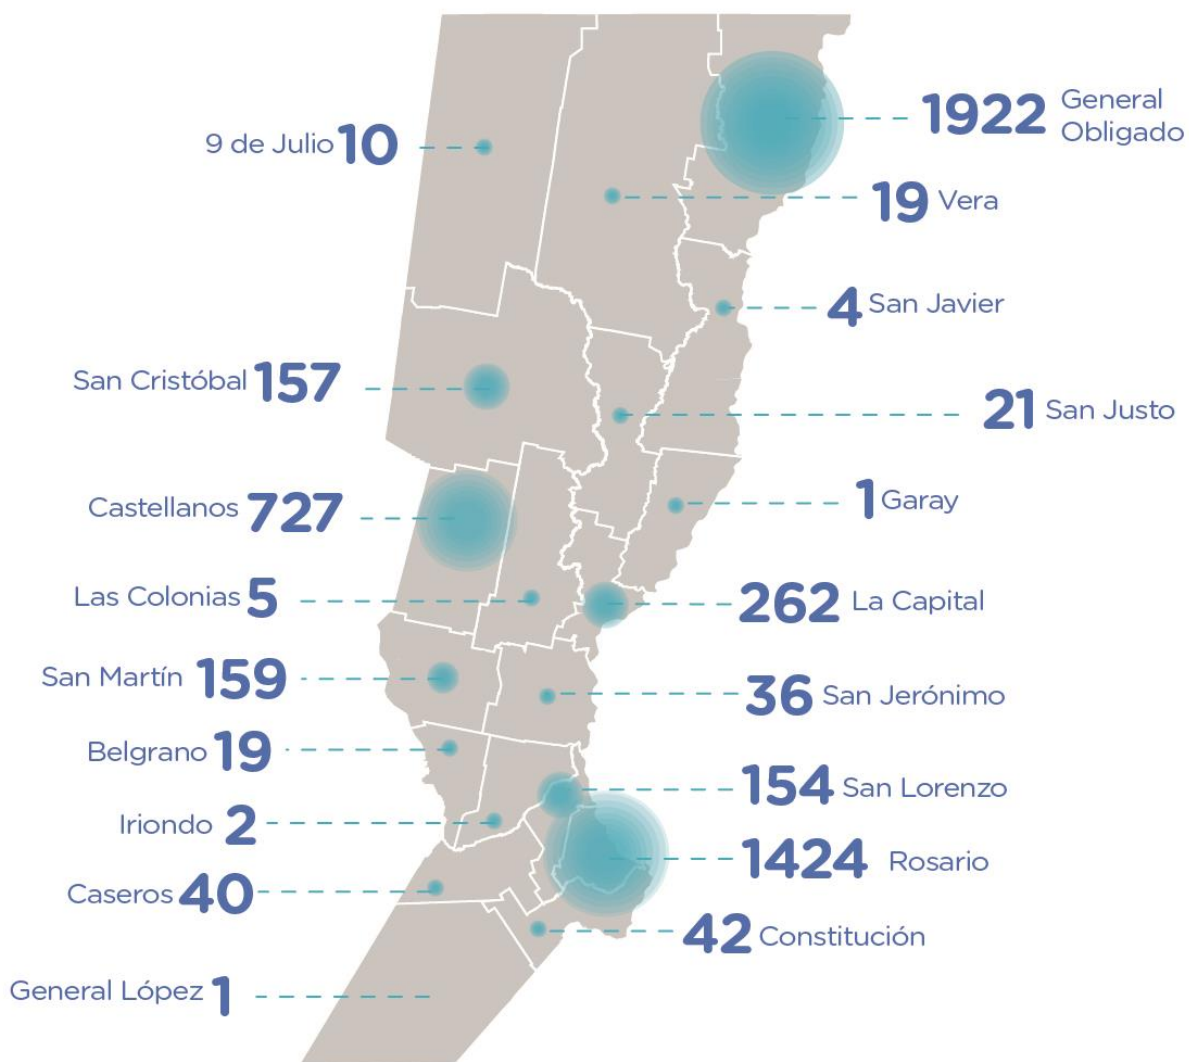 1922 General
Obligado
9 de Julio 10
19 Vera
4 San Javier
San Cristóbal 157
21 San Justo
Castellanos 727
1 Garay
Las Colonias 5
262 La Capital
San Martín 159
36 San Jerónimo
Belgrano 19
154 San Lorenzo
Iriondo 2
1424 Rosario
Caseros 40
42 Constitución
General López 1